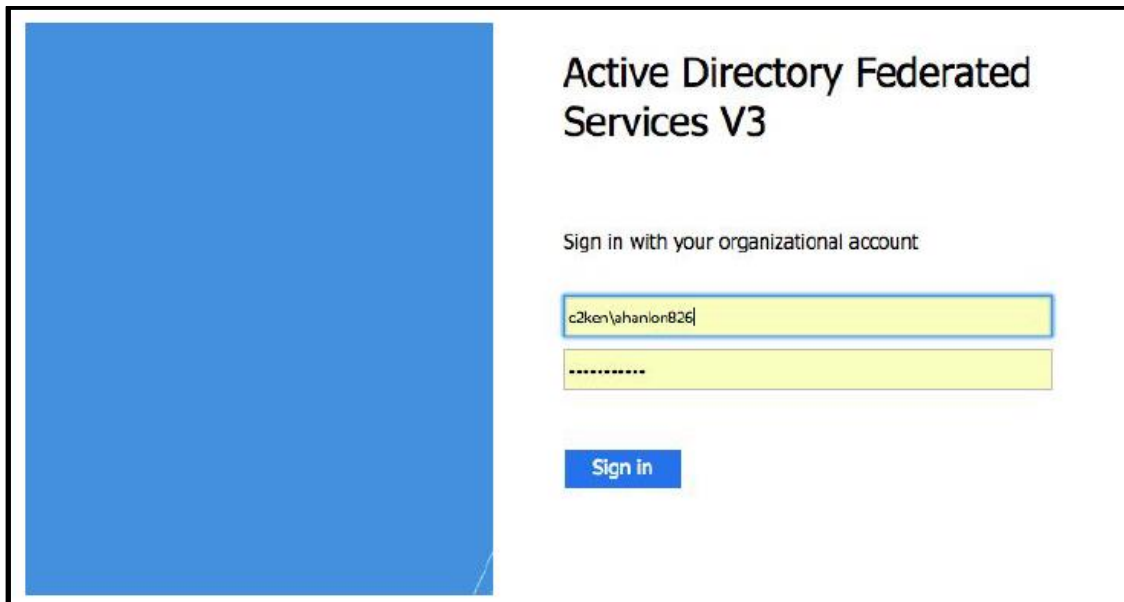 Active Directory Federated
Services V3
Sign in with your organizational account
c2ken\ahanlon826
-----------
Sign in